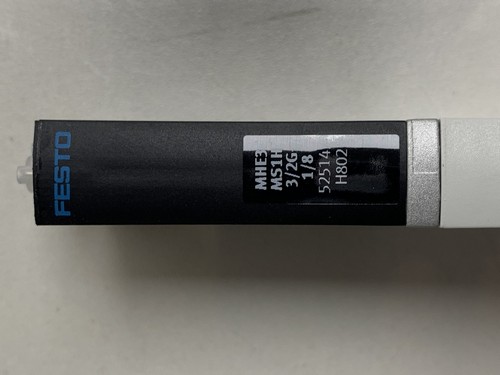 FESTO
MHE3
MS1H
3/2G
1/8
52514
H802